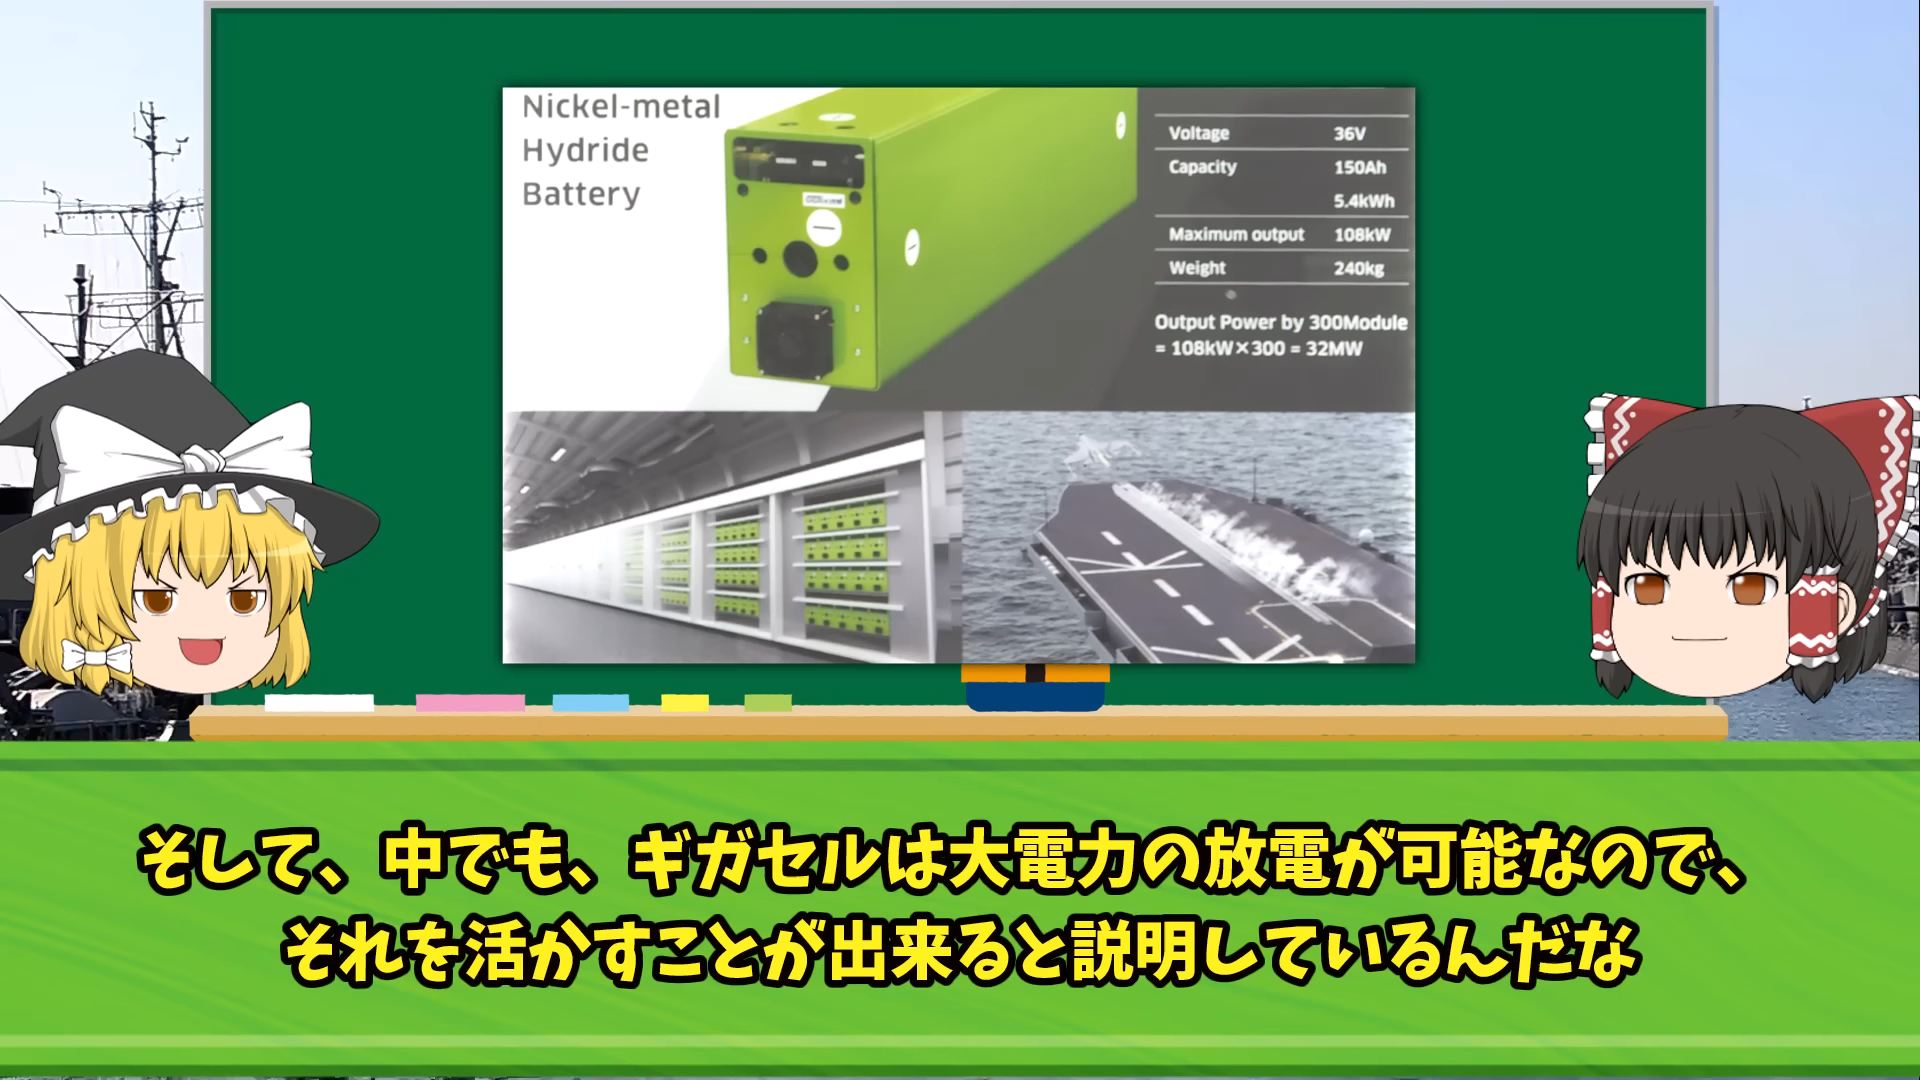 Nickel-metal
Hydride
Battery
Voltage 36V
Capacity 150Ah
5.4kWh
Maximum output 108kW
Weight 240kg
Output Power by 300Module
= 108kW×300 = 32MW
そして、中でも、ギガセルは大電力の放電が可能なので、
それを活かすことが出来ると説明しているんだな